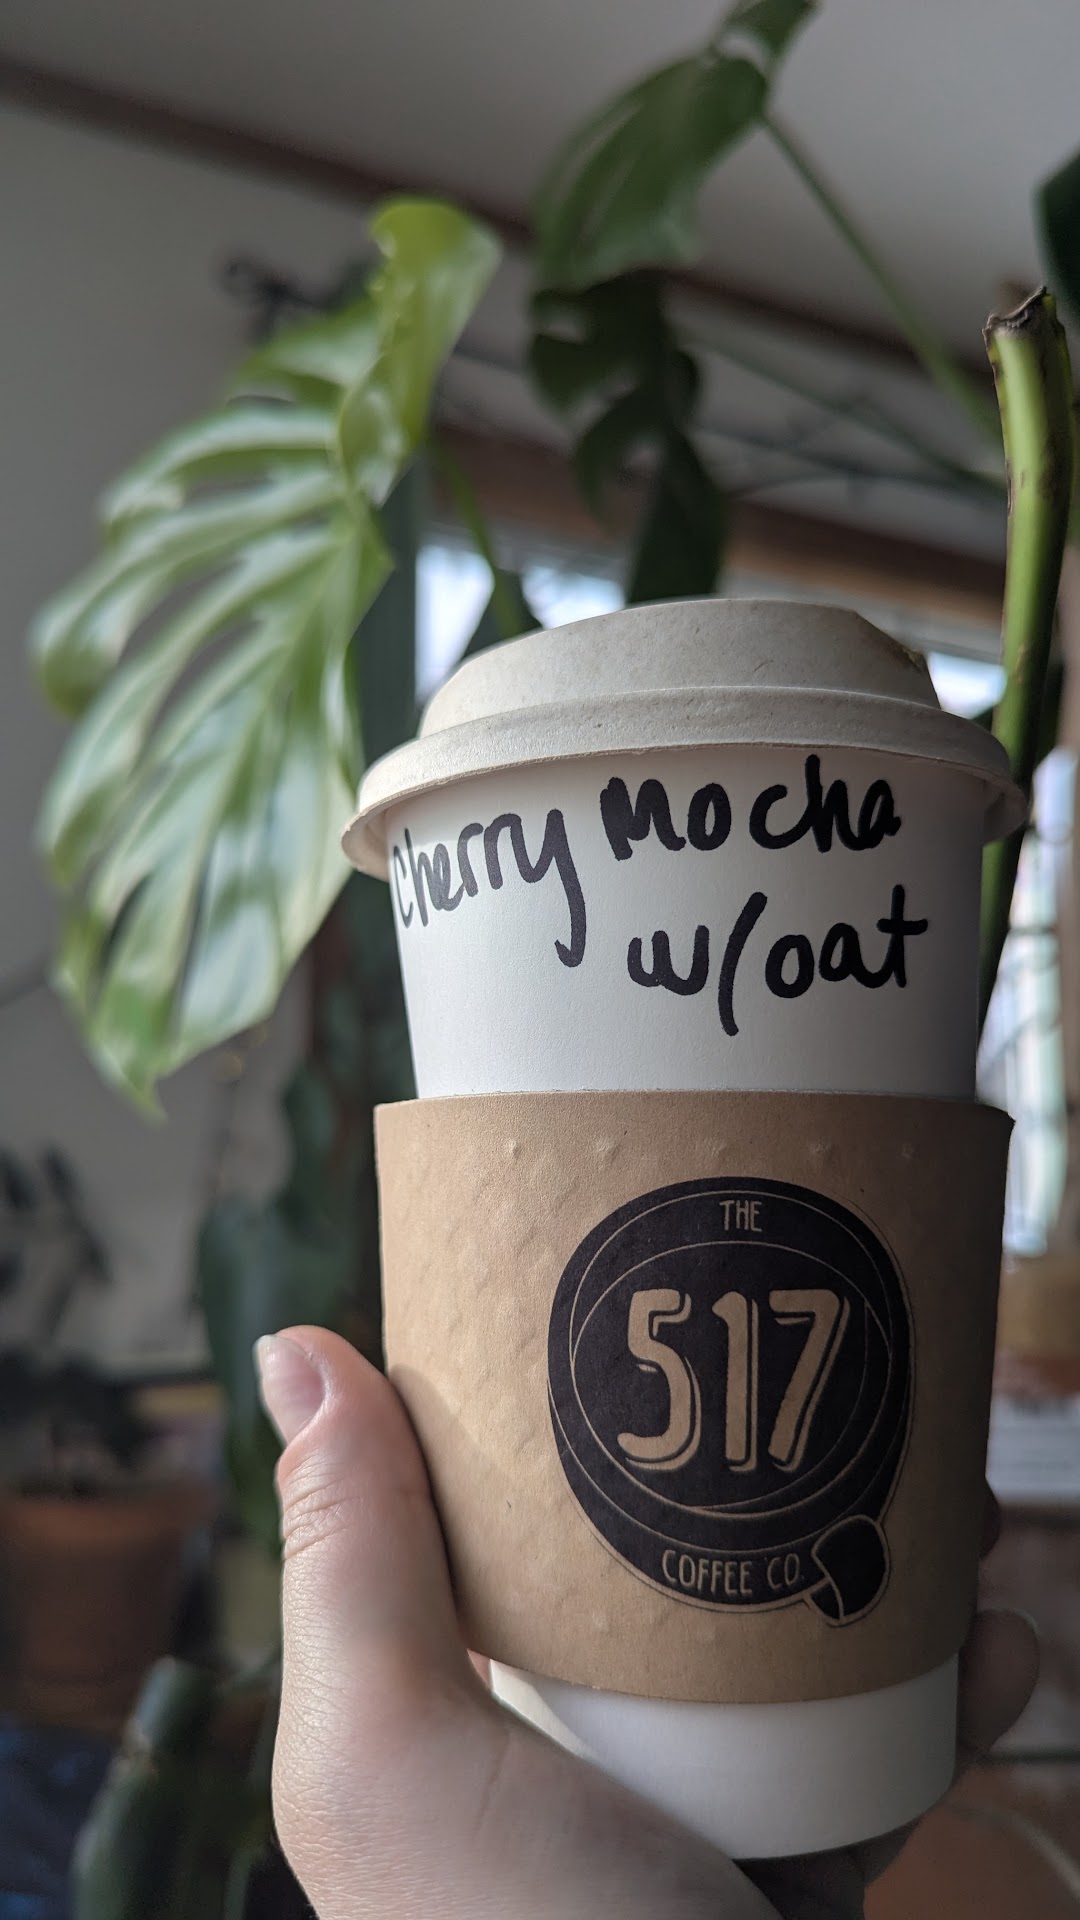 Cherry Mocha
w/oat
THE
517
COFFEE CO.